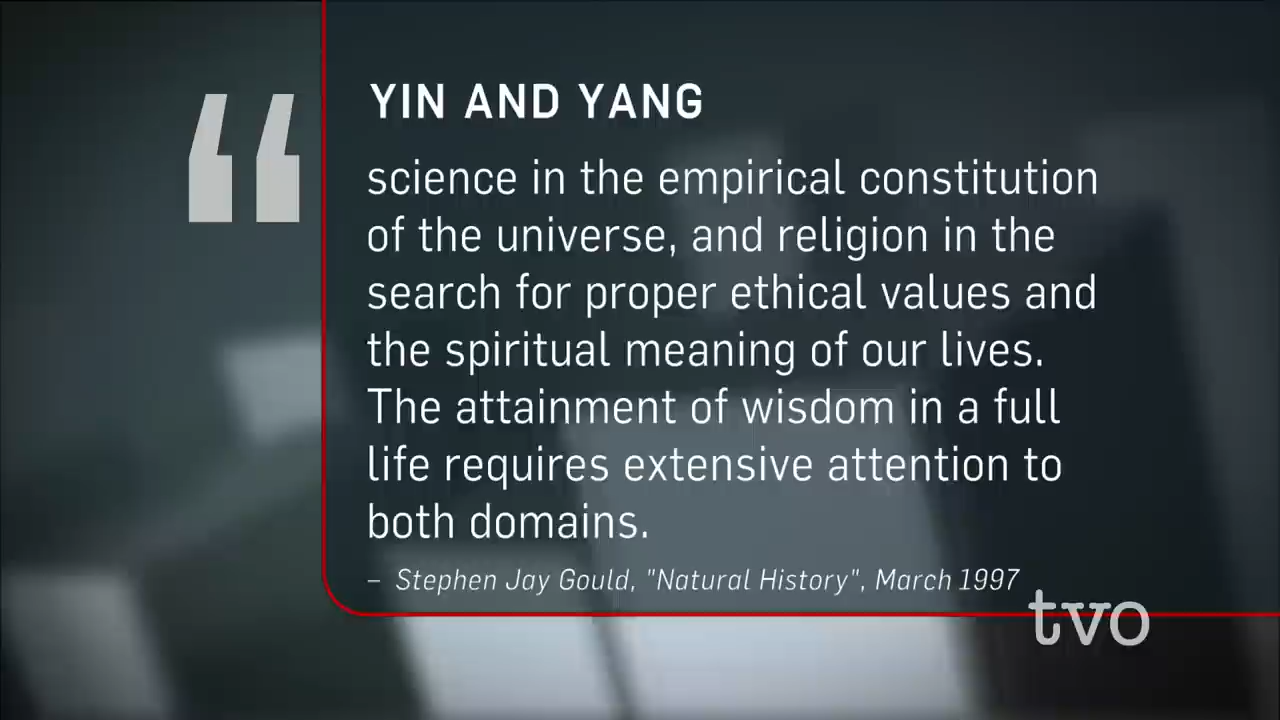 “
YIN AND YANG
science in the empirical constitution
of the universe, and religion in the
search for proper ethical values and
the spiritual meaning of our lives.
The attainment of wisdom in a full
life requires extensive attention to
both domains.
– Stephen Jay Gould, "Natural History", March 1997
tvo